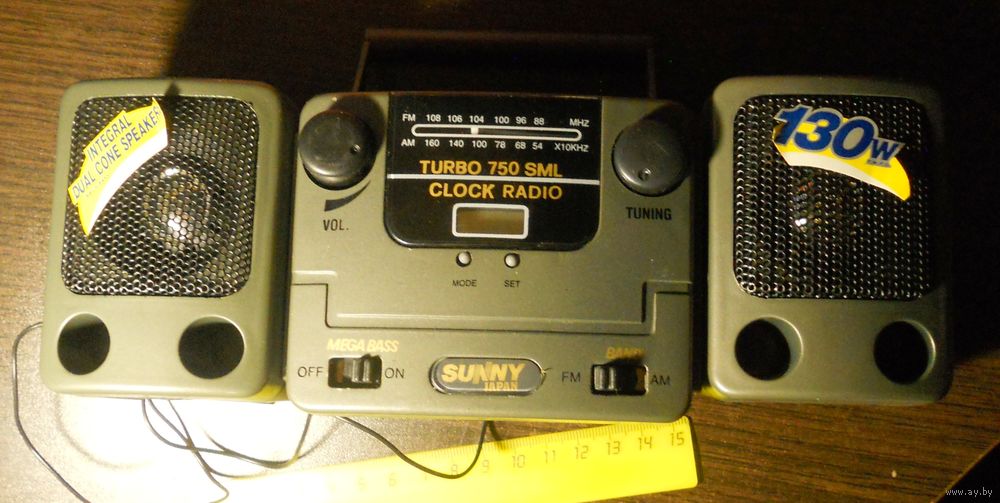 INTEGRAL
DUAL CONE SPEAKER
FM 108 106 104 100 96 88 MHZ
AM 160 140 100 78 68 54 X10KHZ
TURBO 750 SML
CLOCK RADIO
VOL.
TUNING
MODE SET
MEGA BASS
OFF ON
SUNNY
JAPAN
BAND
FM AM
130W
7 8 9 10 11 12 13 14 15
www.ay.by